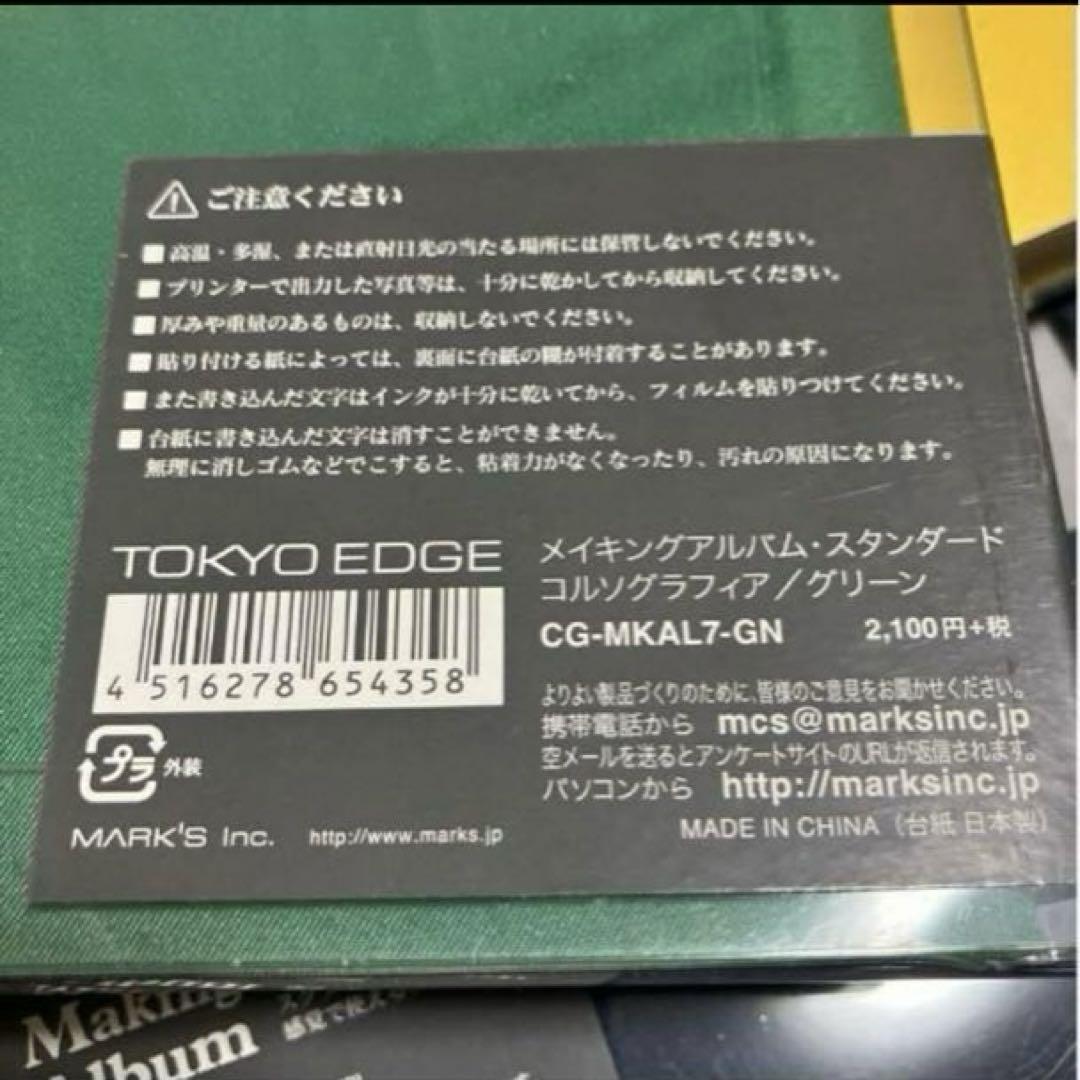 ご注意ください
■高温・多湿、または直射日光の当たる場所には保管しないでください。
■プリンターで出力した写真等は、十分に乾かしてから収納してください。
■厚みや重量のあるものは、収納しないでください。
■貼り付ける紙によっては、裏面に台紙の糊が付着することがあります。
■また書き込んだ文字はインクが十分に乾いてから、フィルムを貼りつけてください。
■台紙に書き込んだ文字は消すことができません。
無理に消しゴムなどでこすると、粘着力がなくなったり、汚れの原因になります。
TOKYO EDGE
4 516278 654358
プラ 外装
MARK'S Inc. http://www.marks.jp
メイキングアルバム・スタンダード
コルソグラフィア／グリーン
CG-MKAL7-GN 2,100円+税
よりよい製品づくりのために、皆様のご意見をお聞かせください。
携帯電話から mcs@marksinc.jp
空メールを送るとアンケートサイトのURLが返信されます。
パソコンから http://marksinc.jp
MADE IN CHINA （台紙 日本製）
Making
Album